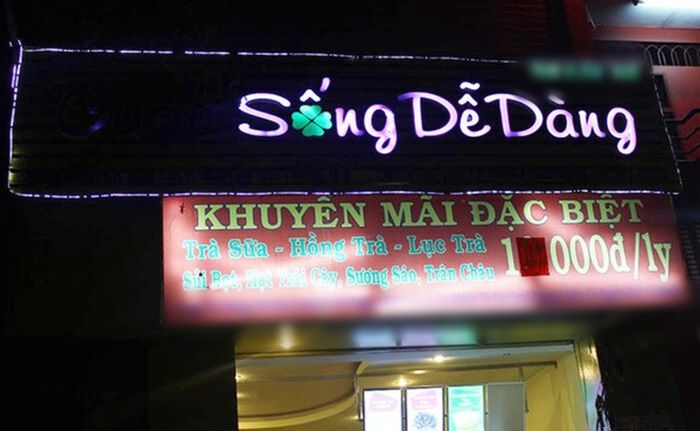 Sống Dễ Dàng
KHUYẾN MÃI ĐẶC BIỆT
Trà Sữa - Hồng Trà - Lục Trà
Sủi Bọt, Hạt Trái Cây, Sương Sáo, Trân Châu
000đ/ly